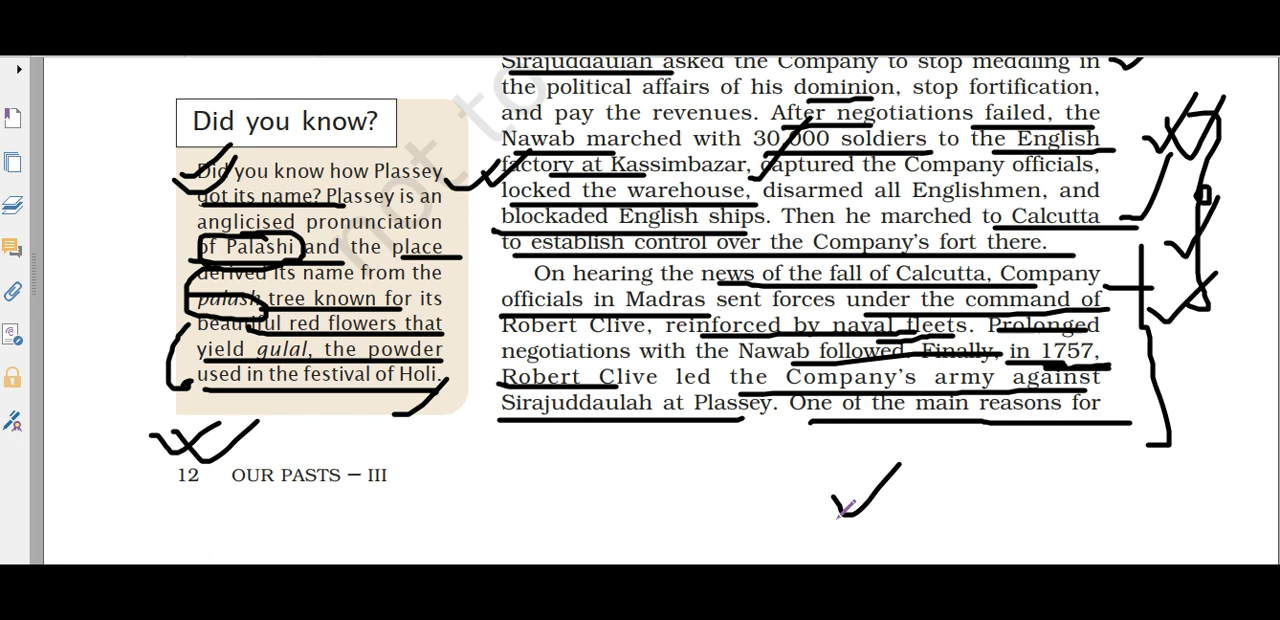 Sirajuddaulah asked the Company to stop meddling in
the political affairs of his dominion, stop fortification,
and pay the revenues. After negotiations failed, the
Nawab marched with 30,000 soldiers to the English
factory at Kassimbazar, captured the Company officials,
locked the warehouse, disarmed all Englishmen, and
blockaded English ships. Then he marched to Calcutta
to establish control over the Company's fort there.
On hearing the news of the fall of Calcutta, Company
officials in Madras sent forces under the command of
Robert Clive, reinforced by naval fleets. Prolonged
negotiations with the Nawab followed. Finally, in 1757,
Robert Clive led the Company's army against
Sirajuddaulah at Plassey. One of the main reasons for
Did you know?
Did you know how Plassey
got its name? Plassey is an
anglicised pronunciation
of Palashi and the place
derived its name from the
palash tree known for its
beautiful red flowers that
yield gulal, the powder
used in the festival of Holi.
12 OUR PASTS – III
not to